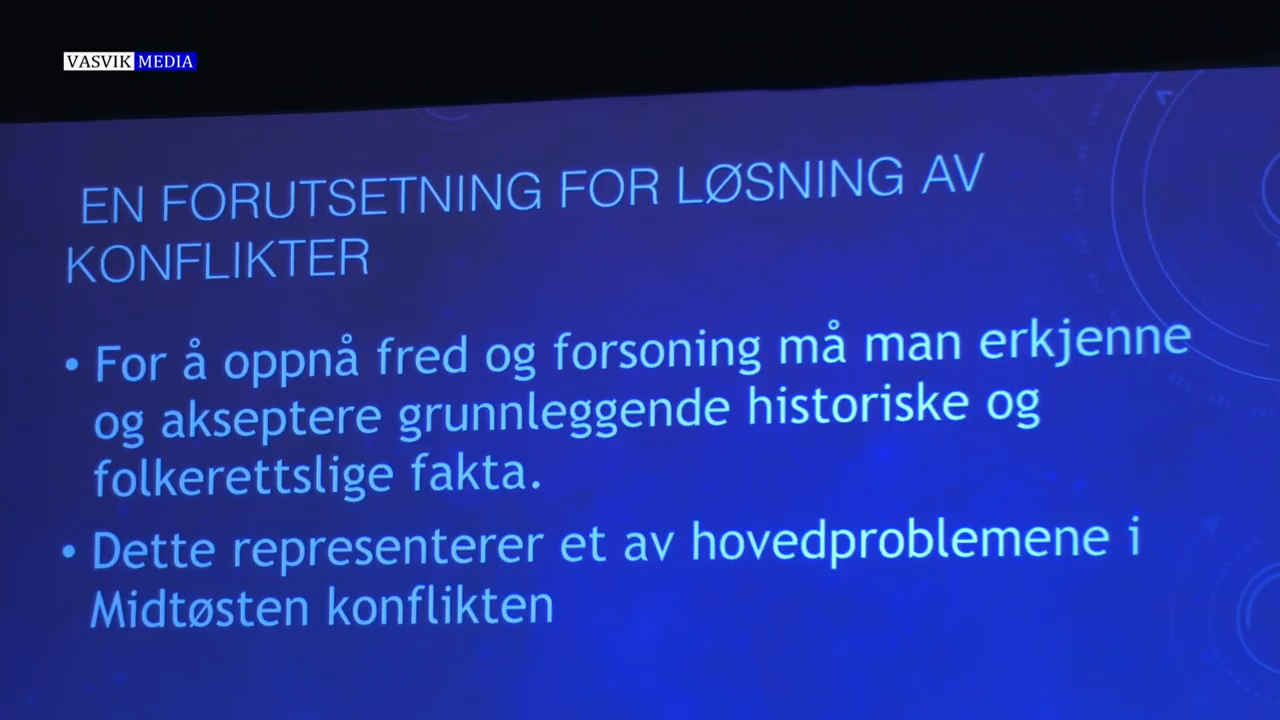 VASVIK MEDIA
EN FORUTSETNING FOR LØSNING AV
KONFLIKTER
• For å oppnå fred og forsoning må man erkjenne
og akseptere grunnleggende historiske og
folkerettslige fakta.
• Dette representerer et av hovedproblemene i
Midtøsten konflikten